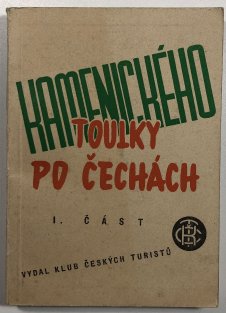 KAMENICKÉHO
TOULKY
PO ČECHÁCH
I. ČÁST
VYDAL KLUB ČESKÝCH TURISTŮ